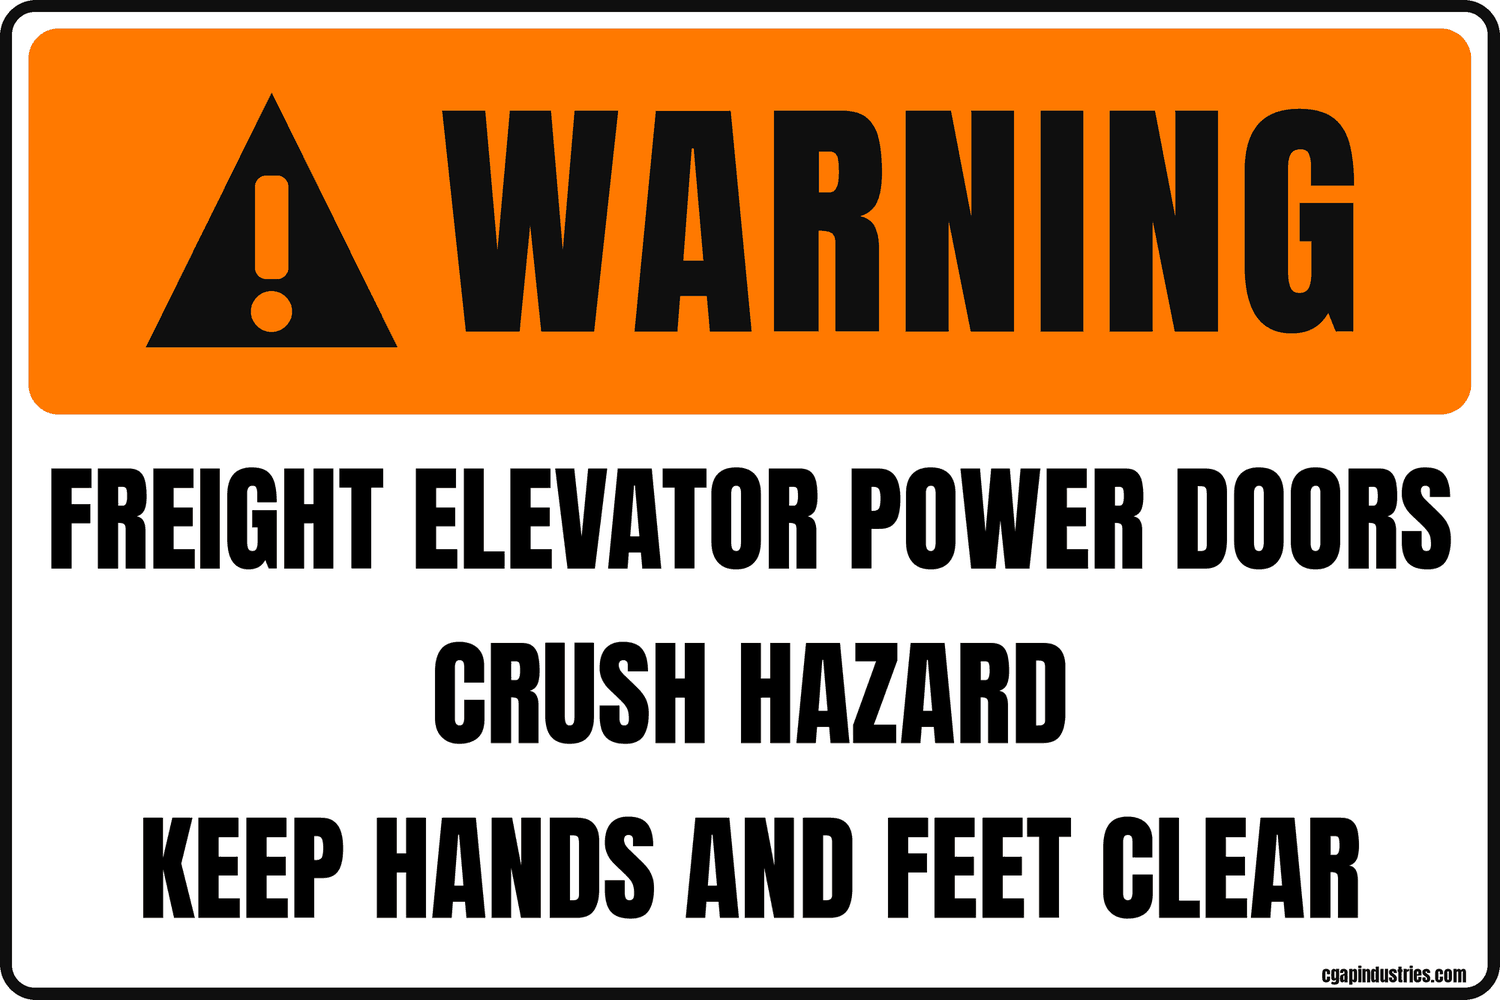 WARNING
FREIGHT ELEVATOR POWER DOORS
CRUSH HAZARD
KEEP HANDS AND FEET CLEAR
cgapindustries.com